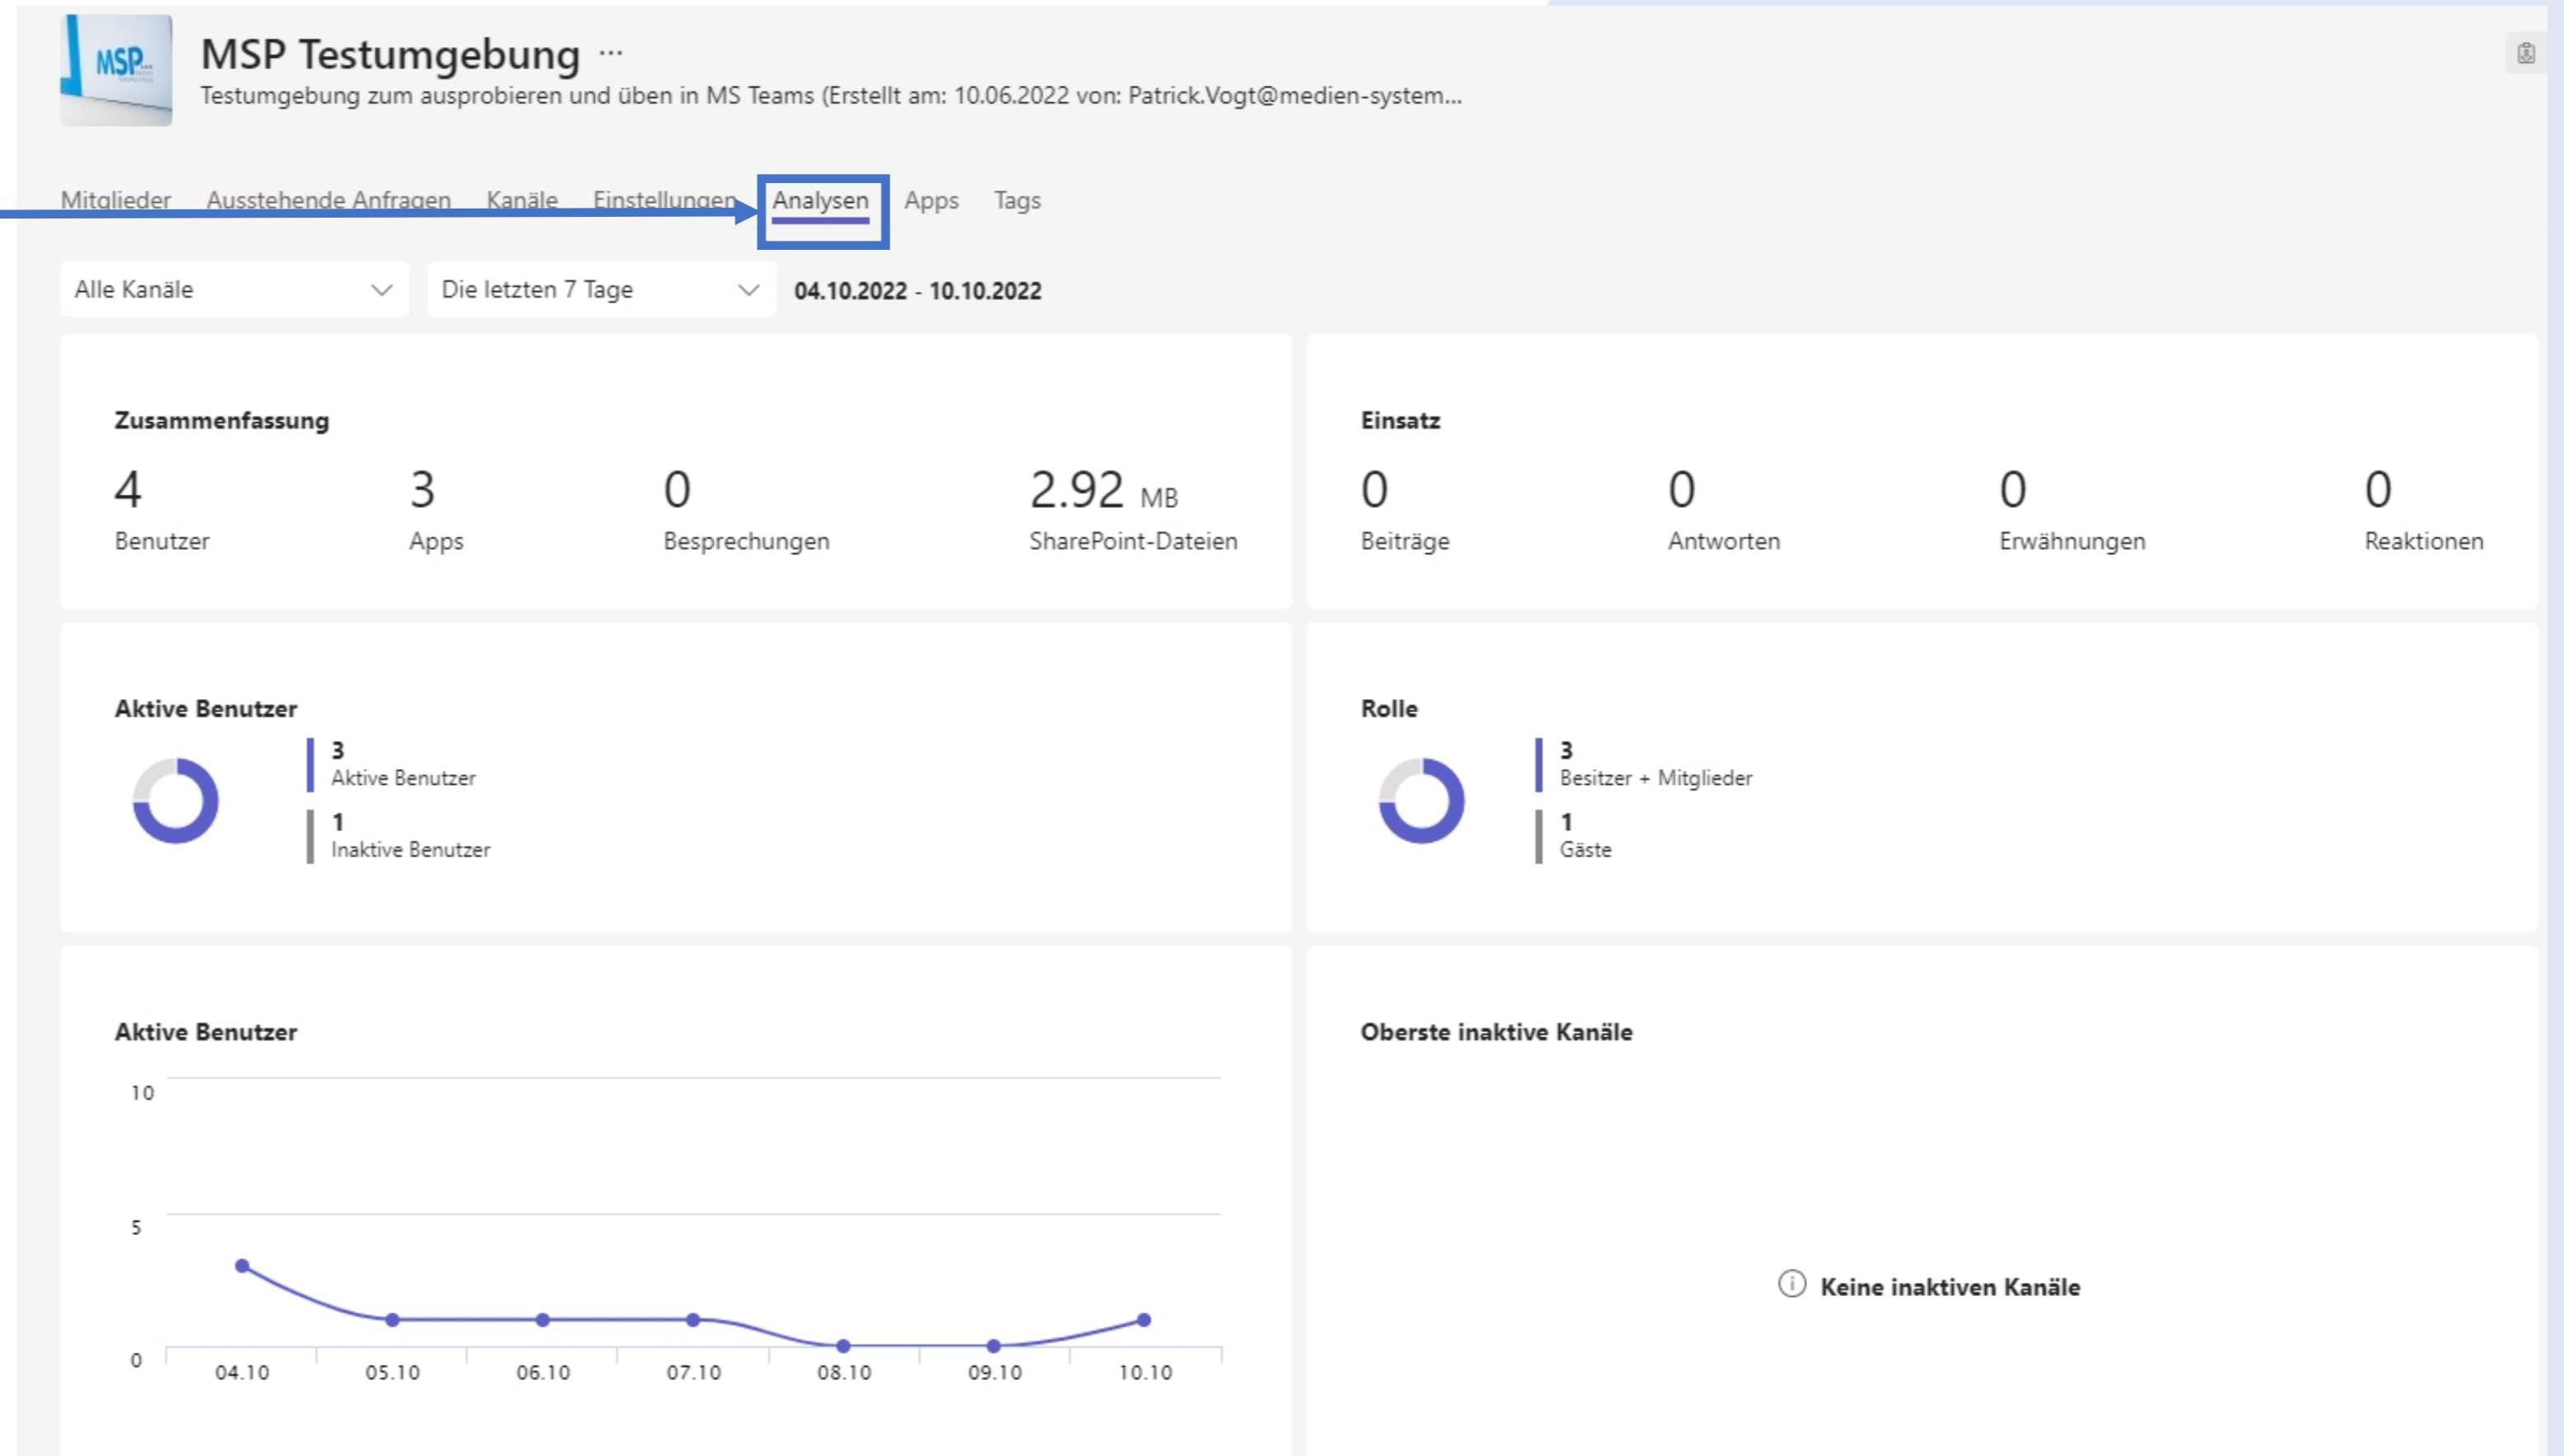 MSP
MSP Testumgebung ...
Testumgebung zum ausprobieren und üben in MS Teams (Erstellt am: 10.06.2022 von: Patrick.Vogt@medien-system...
Mitglieder Ausstehende Anfragen Kanäle Einstellungen Analysen Apps Tags
Alle Kanäle Die letzten 7 Tage 04.10.2022 - 10.10.2022
Zusammenfassung
4 3 0 2.92 MB
Benutzer Apps Besprechungen SharePoint-Dateien
Einsatz
0 0 0 0
Beiträge Antworten Erwähnungen Reaktionen
Aktive Benutzer
3
Aktive Benutzer
1
Inaktive Benutzer
Rolle
3
Besitzer + Mitglieder
1
Gäste
Aktive Benutzer
10
5
0
04.10 05.10 06.10 07.10 08.10 09.10 10.10
Oberste inaktive Kanäle
Keine inaktiven Kanäle